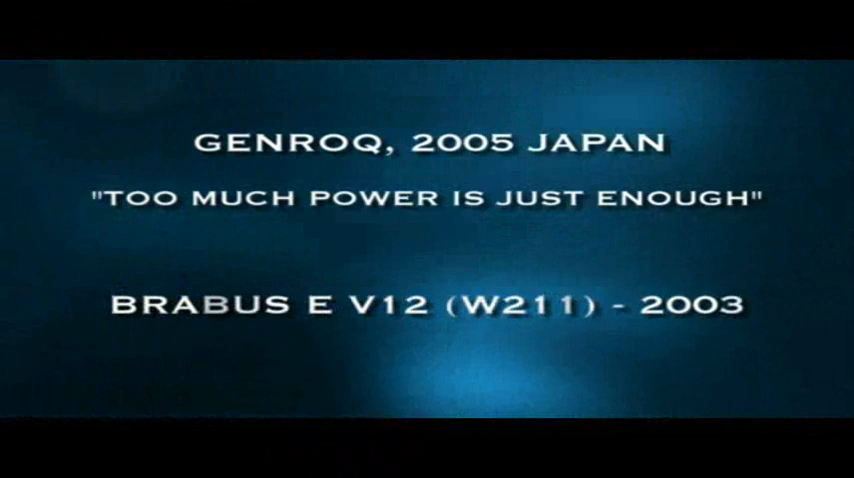 GENROQ, 2005 JAPAN
"TOO MUCH POWER IS JUST ENOUGH"
BRABUS E V12 (W211) - 2003